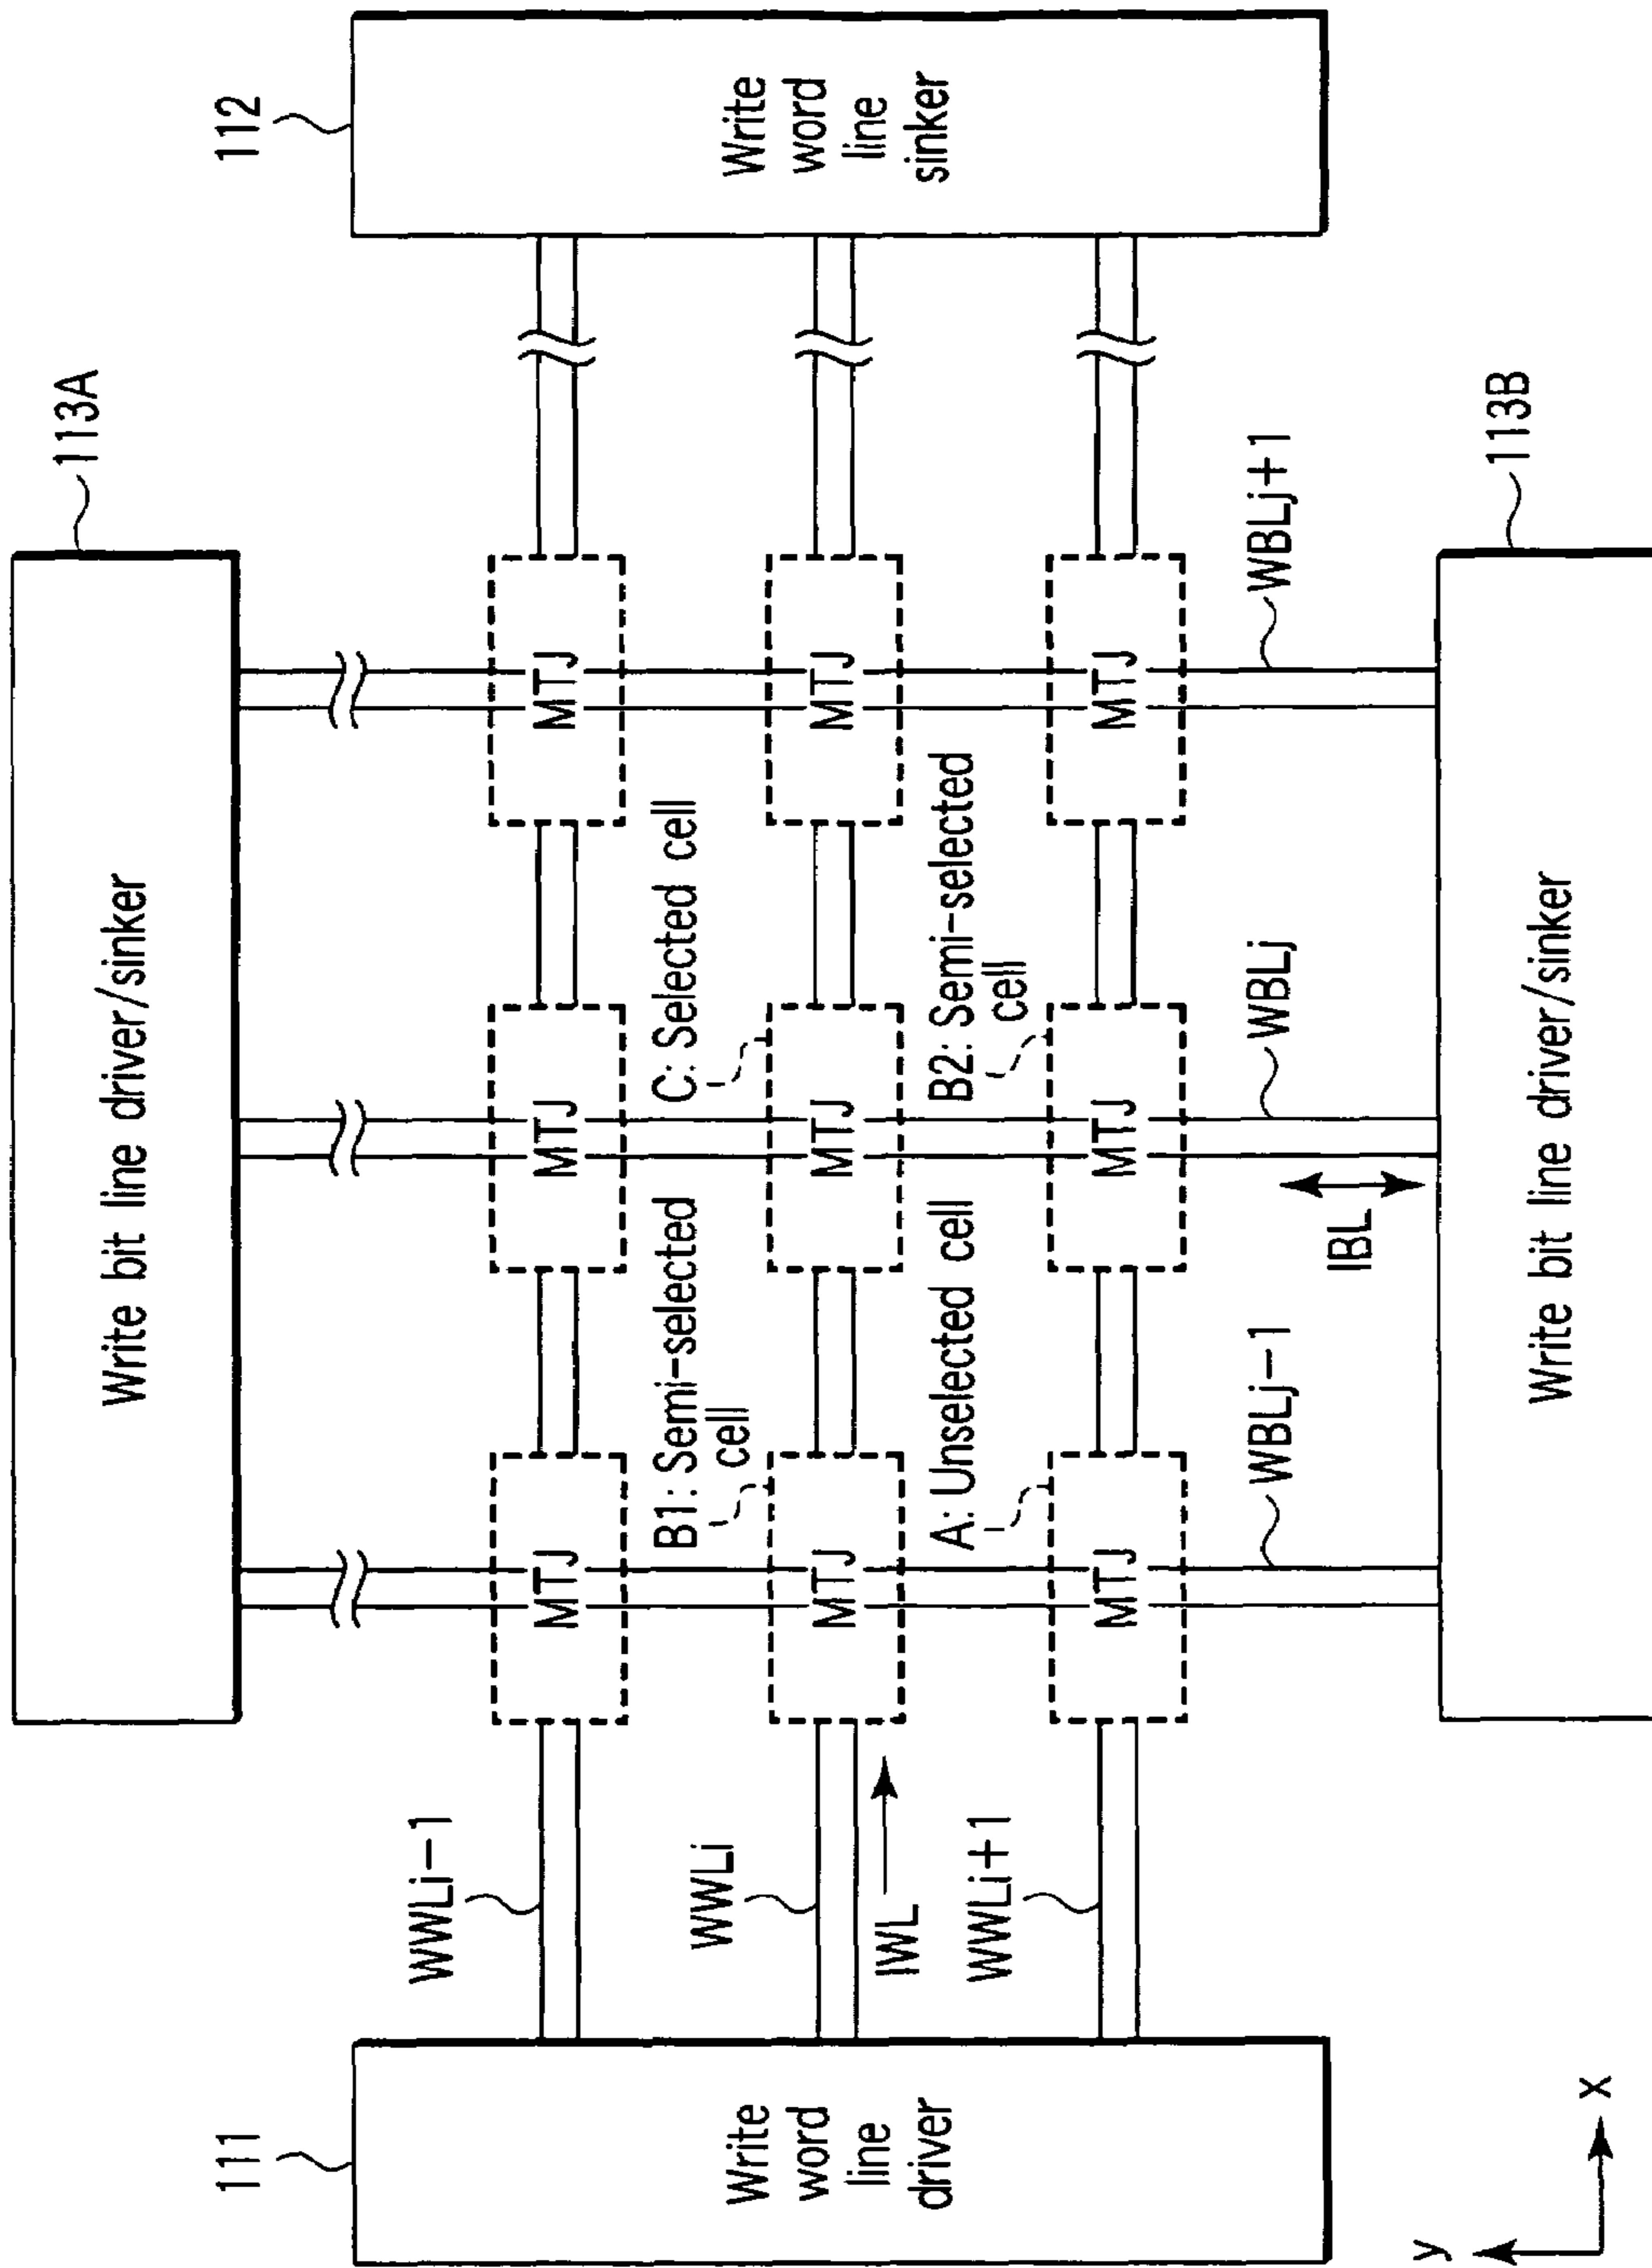 Write bit line driver/sinker
113A
111
Write
word
line
driver
112
Write
word
line
sinker
WWLi-1
MTJ
MTJ
MTJ
B1: Semi-selected
cell
C: Selected cell
WWLi
IWL
MTJ
MTJ
MTJ
A: Unselected cell
B2: Semi-selected
cell
WWLi+1
MTJ
MTJ
MTJ
WBLj-1
IBL
WBLj
WBLj+1
113B
Write bit line driver/sinker
y
x